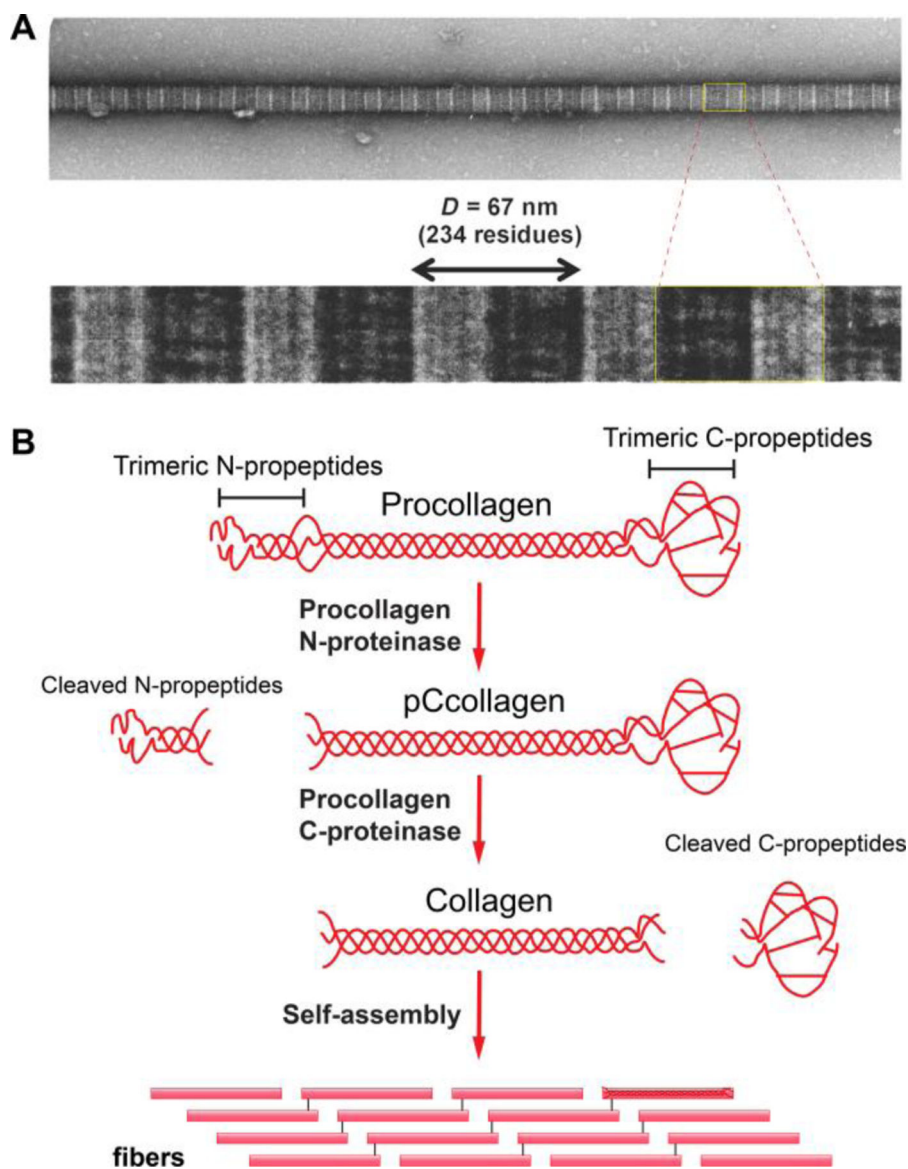 A
D = 67 nm
(234 residues)
B
Trimeric N-propeptides
Trimeric C-propeptides
Procollagen
Procollagen
N-proteinase
Cleaved N-propeptides
pCcollagen
Procollagen
C-proteinase
Cleaved C-propeptides
Collagen
Self-assembly
fibers